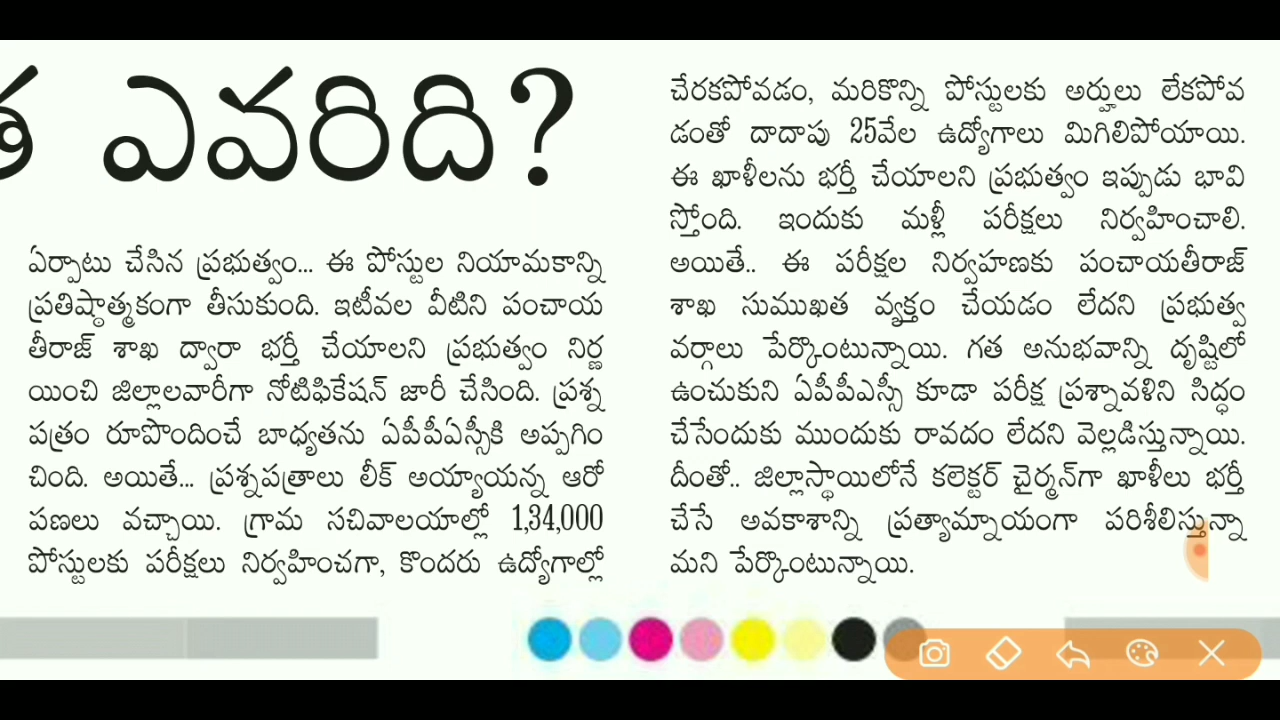 ఎవరిది?
ఏర్పాటు చేసిన ప్రభుత్వం... ఈ పోస్టుల నియామకాన్ని
ప్రతిష్ఠాత్మకంగా తీసుకుంది. ఇటీవల వీటిని పంచాయ
తీరాజ్ శాఖ ద్వారా భర్తీ చేయాలని ప్రభుత్వం నిర్ణ
యించి జిల్లాలవారీగా నోటిఫికేషన్ జారీ చేసింది. ప్రశ్న
పత్రం రూపొందించే బాధ్యతను ఏపీపీఏస్సీకి అప్పగిం
చింది. అయితే... ప్రశ్నపత్రాలు లీక్ అయ్యాయన్న ఆరో
పణలు వచ్చాయి. గ్రామ సచివాలయాల్లో 1,34,000
పోస్టులకు పరీక్షలు నిర్వహించగా, కొందరు ఉద్యోగాల్లో
చేరకపోవడం, మరికొన్ని పోస్టులకు అర్హులు లేకపోవ
డంతో దాదాపు 25వేల ఉద్యోగాలు మిగిలిపోయాయి.
ఈ ఖాళీలను భర్తీ చేయాలని ప్రభుత్వం ఇప్పుడు భావి
స్తోంది. ఇందుకు మళ్లీ పరీక్షలు నిర్వహించాలి.
అయితే.. ఈ పరీక్షల నిర్వహణకు పంచాయతీరాజ్
శాఖ సుముఖత వ్యక్తం చేయడం లేదని ప్రభుత్వ
వర్గాలు పేర్కొంటున్నాయి. గత అనుభవాన్ని దృష్టిలో
ఉంచుకుని ఏపీపీఎస్సీ కూడా పరీక్ష ప్రశ్నావళిని సిద్ధం
చేసేందుకు ముందుకు రావదం లేదని వెల్లడిస్తున్నాయి.
దీంతో.. జిల్లాస్థాయిలోనే కలెక్టర్ చైర్మన్‌గా ఖాళీలు భర్తీ
చేసే అవకాశాన్ని ప్రత్యామ్నాయంగా పరిశీలిస్తున్నా
మని పేర్కొంటున్నాయి.